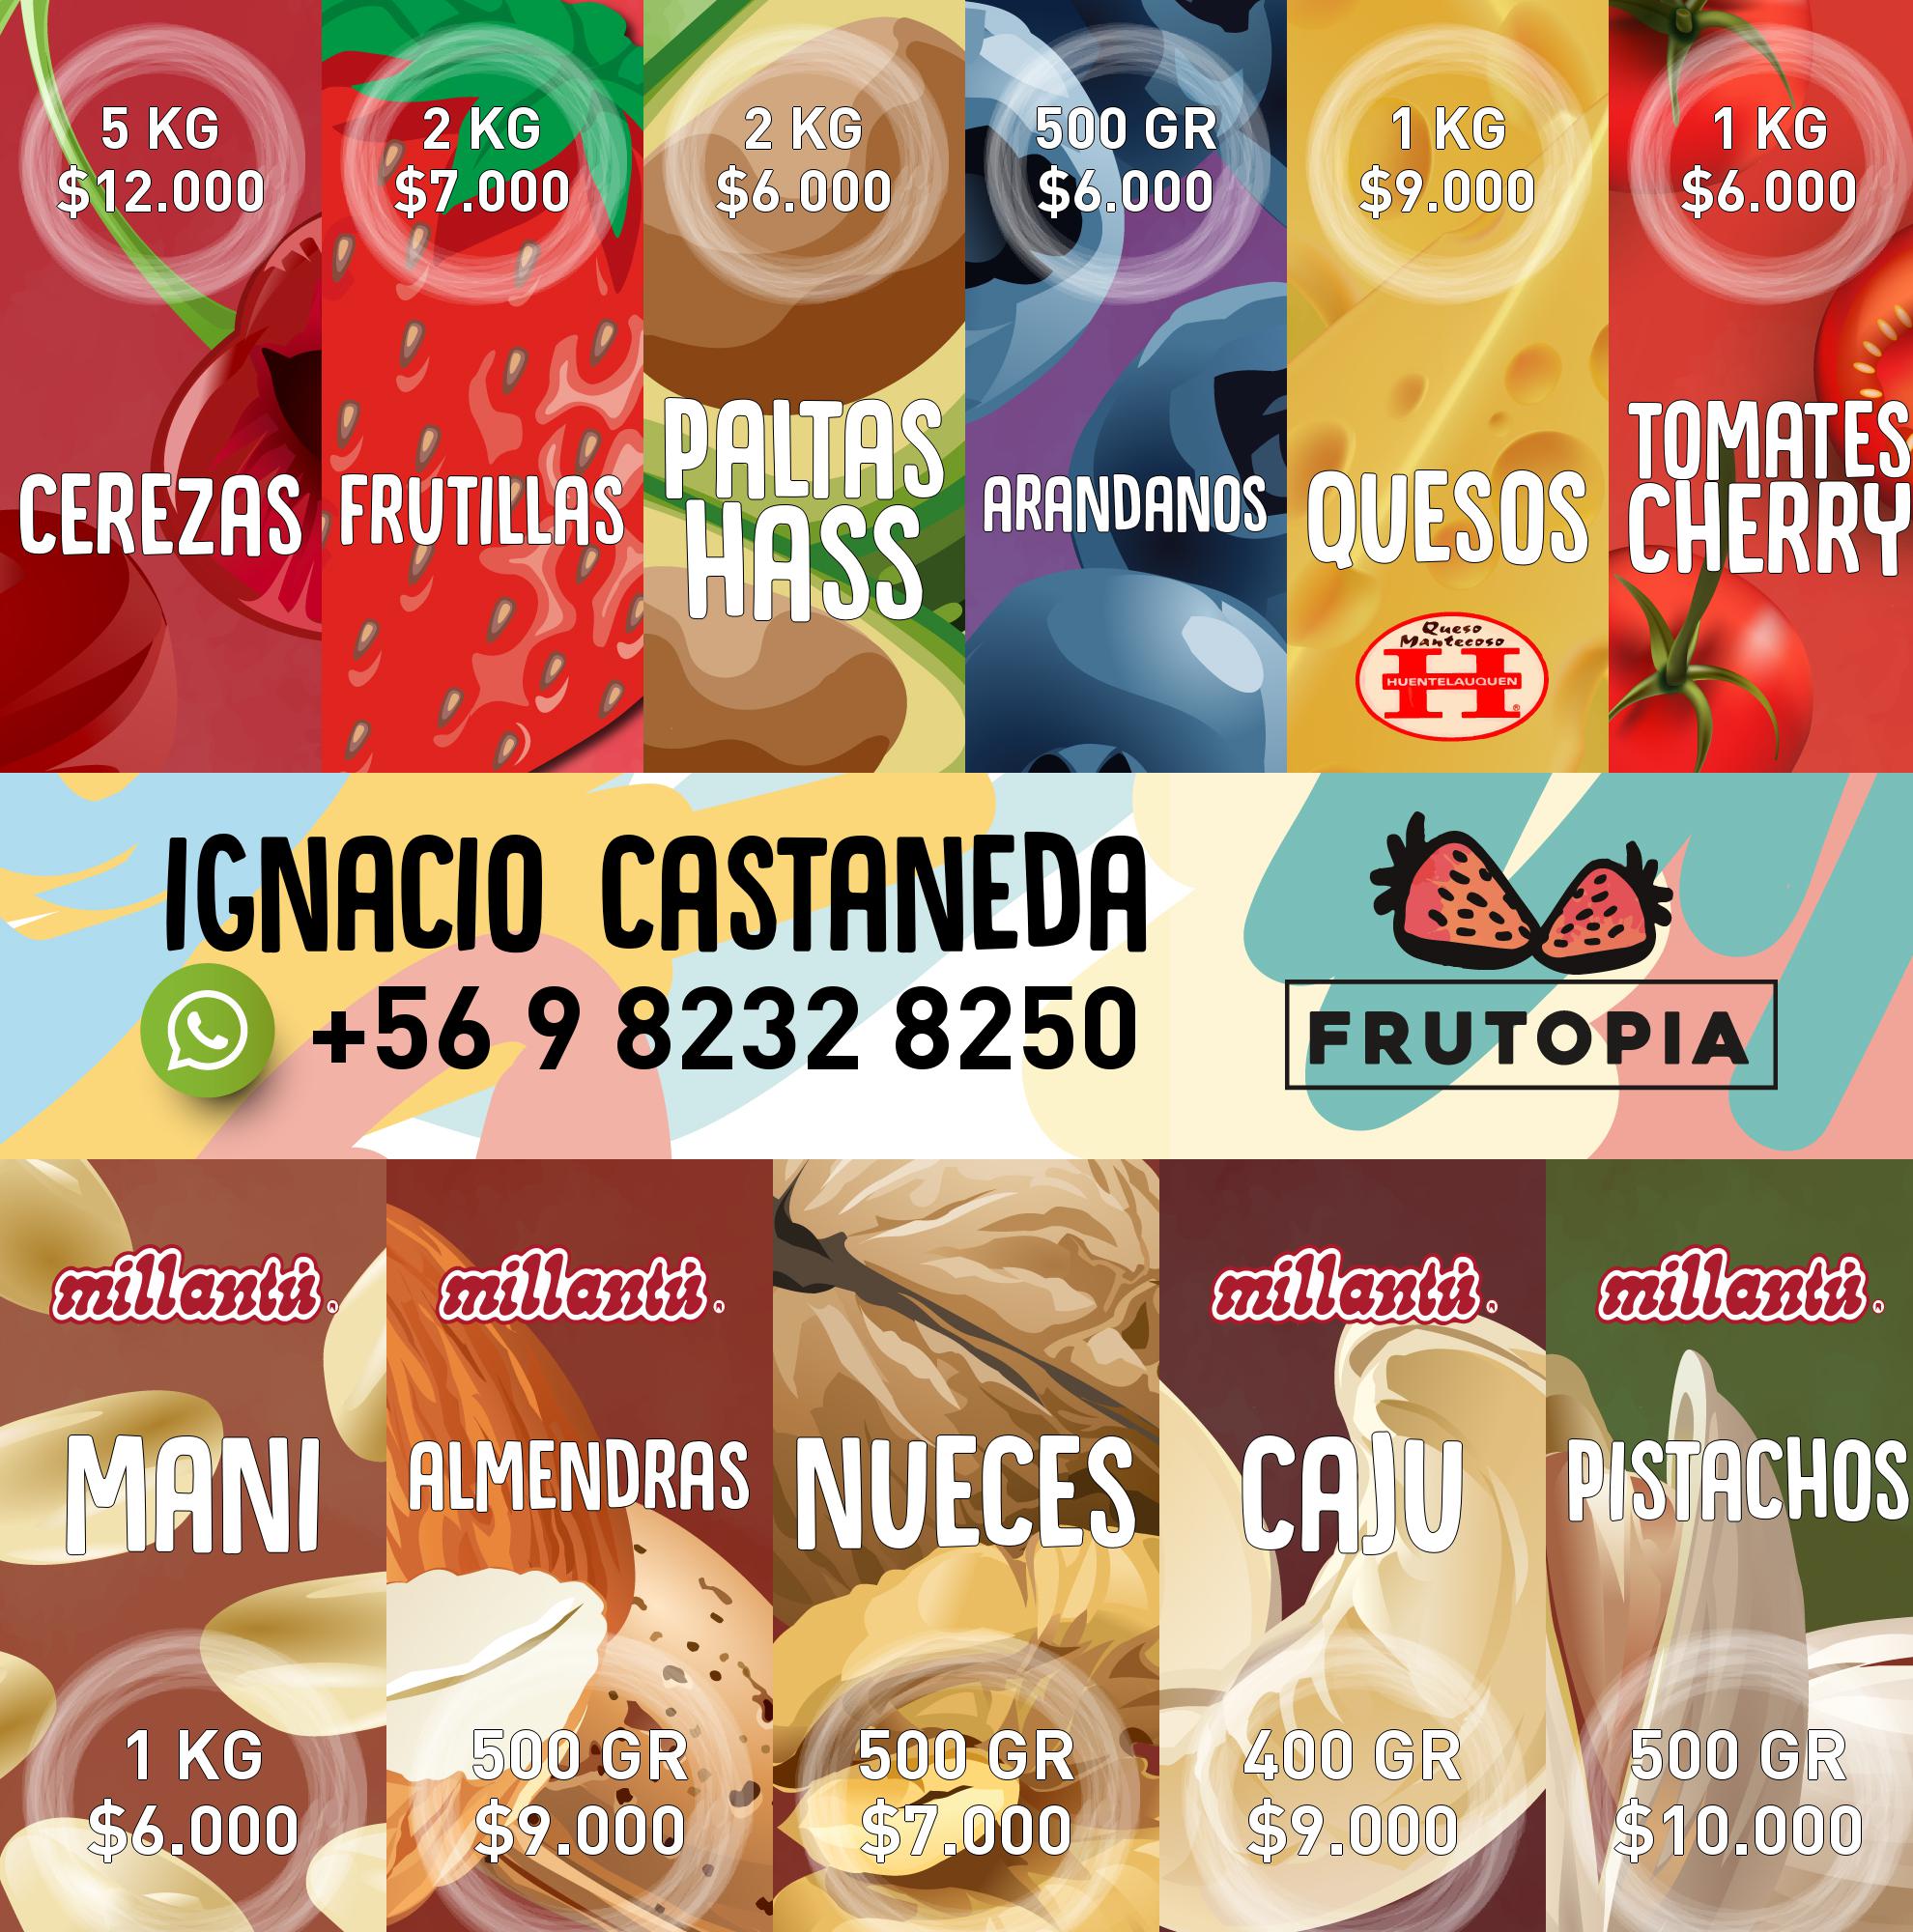 5 KG
$12.000
CEREZAS
2 KG
$7.000
FRUTILLAS
2 KG
$6.000
PALTAS
HASS
500 GR
$6.000
ARANDANOS
1 KG
$9.000
QUESOS
Queso
Mantecoso
H
HUENTELAUQUEN
®
1 KG
$6.000
TOMATES
CHERRY
IGNACIO CASTANEDA
+56 9 8232 8250
FRUTOPIA
millantú®
MANI
1 KG
$6.000
millantú®
ALMENDRAS
500 GR
$9.000
NUECES
500 GR
$7.000
millantú®
CAJU
400 GR
$9.000
millantú®
PISTACHOS
500 GR
$10.000